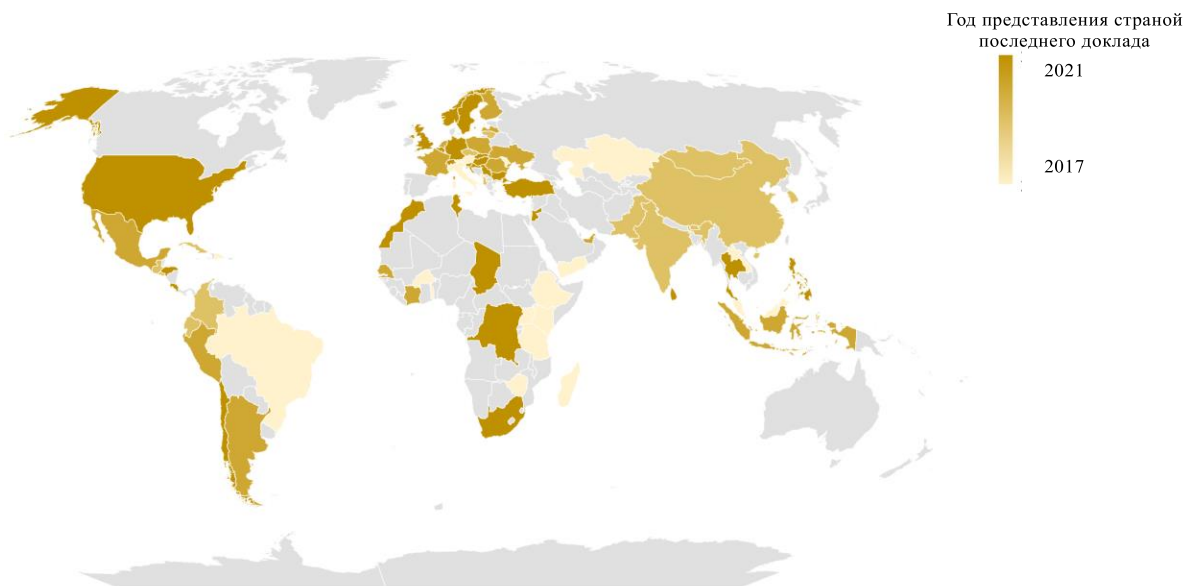 Год представления страной
последнего доклада
2021
2017